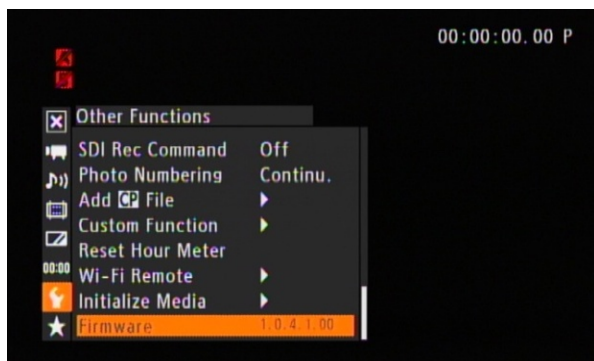 00:00:00.00 P
A
B
Other Functions
SDI Rec Command Off
Photo Numbering Continu.
Add CP File
Custom Function
Reset Hour Meter
00:00
Wi-Fi Remote
Initialize Media
Firmware 1.0.4.1.00